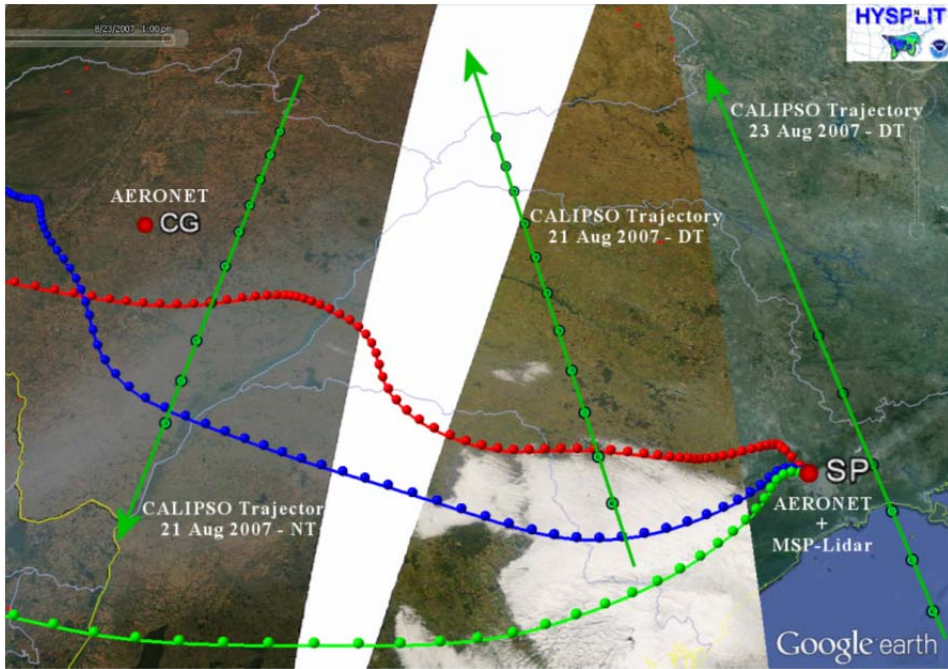 8/23/2007 1:00 pm
HYSPLIT
N
CALIPSO Trajectory
23 Aug 2007 - DT
AERONET
CG
CALIPSO Trajectory
21 Aug 2007 - DT
SP
AERONET
+
MSP-Lidar
CALIPSO Trajector
21 Aug 2007 - NT
Google earth